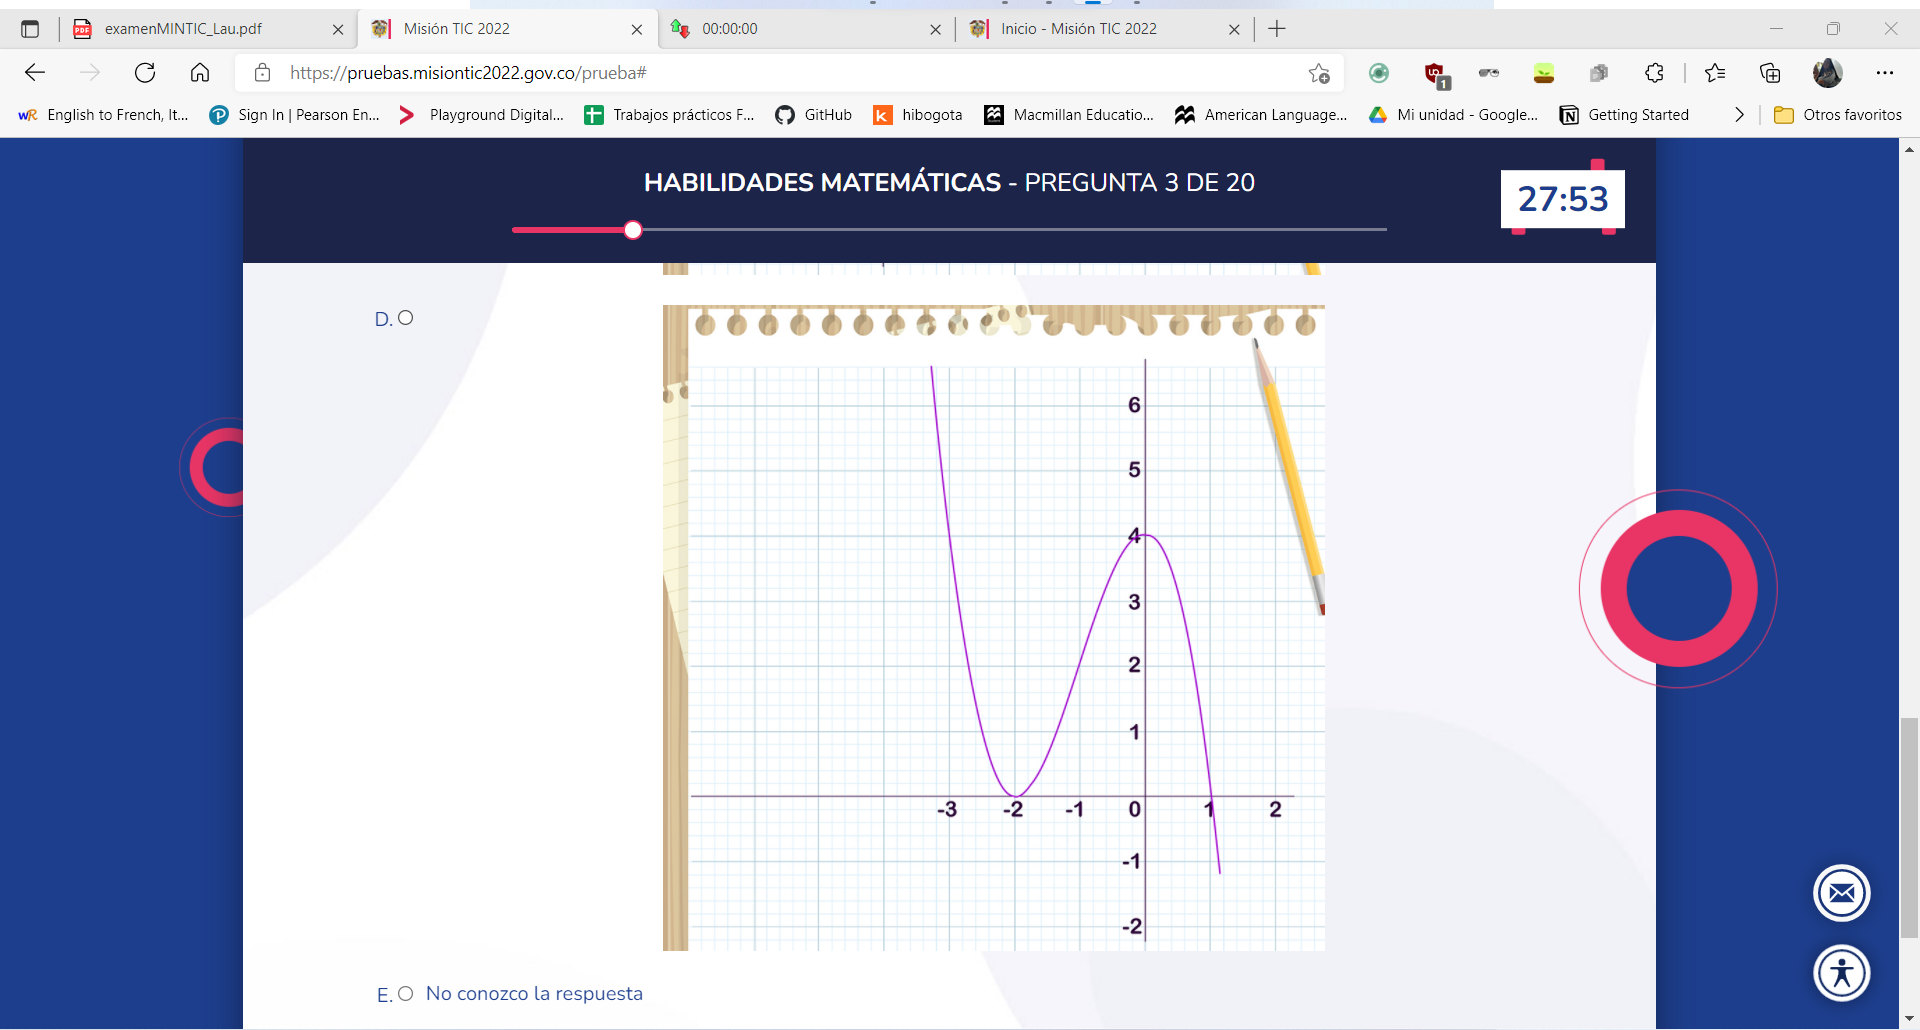 examenMINTIC_Lau.pdf
Misión TIC 2022
00:00:00
Inicio - Misión TIC 2022
https://pruebas.misiontic2022.gov.co/prueba#
1
English to French, It...
Sign In | Pearson En...
Playground Digital...
Trabajos prácticos F...
GitHub
hibogota
Macmillan Educatio...
American Language...
Mi unidad - Google...
Getting Started
Otros favoritos
HABILIDADES MATEMÁTICAS - PREGUNTA 3 DE 20
27:53
D.
6
5
4
3
2
1
-3 -2 -1 0 1 2
-1
-2
E. No conozco la respuesta